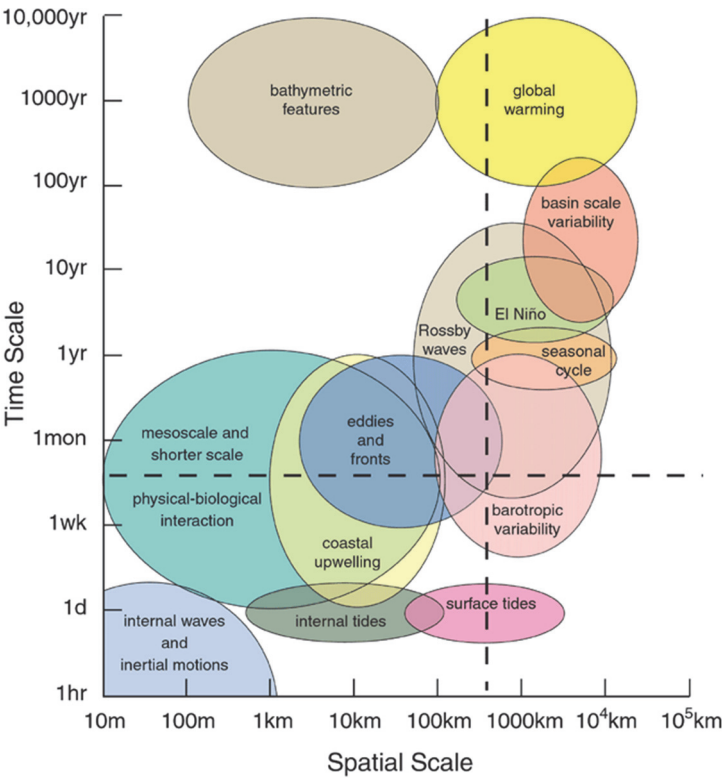 10,000yr
1000yr
100yr
10yr
1yr
1mon
1wk
1d
1hr
Time Scale
bathymetric
features
global
warming
basin scale
variability
El Niño
Rossby
waves
seasonal
cycle
mesoscale and
shorter scale
physical-biological
interaction
eddies
and
fronts
barotropic
variability
coastal
upwelling
surface tides
internal tides
internal waves
and
inertial motions
10m
100m
1km
10km
100km
1000km
10⁴km
10⁵km
Spatial Scale